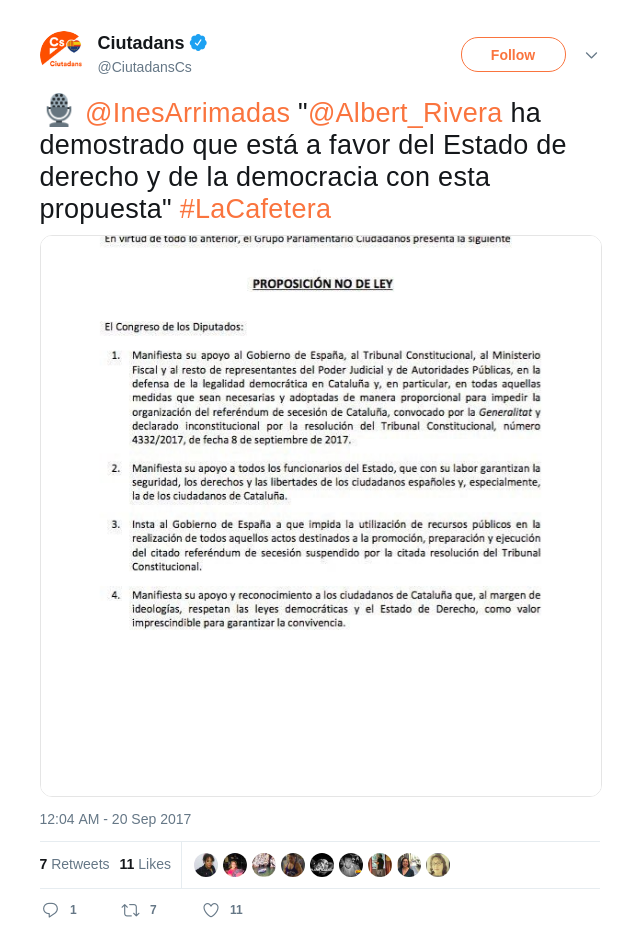 Cs
Ciutadans
Ciutadans
@CiutadansCs
Follow
@InesArrimadas "@Albert_Rivera ha
demostrado que está a favor del Estado de
derecho y de la democracia con esta
propuesta" #LaCafetera
En virtud de todo lo anterior, el Grupo Parlamentario Ciudadanos presenta la siguiente
PROPOSICIÓN NO DE LEY
El Congreso de los Diputados:
1. Manifiesta su apoyo al Gobierno de España, al Tribunal Constitucional, al Ministerio
Fiscal y al resto de representantes del Poder Judicial y de Autoridades Públicas, en la
defensa de la legalidad democrática en Cataluña y, en particular, en todas aquellas
medidas que sean necesarias y adoptadas de manera proporcional para impedir la
organización del referéndum de secesión de Cataluña, convocado por la Generalitat y
declarado inconstitucional por la resolución del Tribunal Constitucional, número
4332/2017, de fecha 8 de septiembre de 2017.
2. Manifiesta su apoyo a todos los funcionarios del Estado, que con su labor garantizan la
seguridad, los derechos y las libertades de los ciudadanos españoles y, especialmente,
la de los ciudadanos de Cataluña.
3. Insta al Gobierno de España a que impida la utilización de recursos públicos en la
realización de todos aquellos actos destinados a la promoción, preparación y ejecución
del citado referéndum de secesión suspendido por la citada resolución del Tribunal
Constitucional.
4. Manifiesta su apoyo y reconocimiento a los ciudadanos de Cataluña que, al margen de
ideologías, respetan las leyes democráticas y el Estado de Derecho, como valor
imprescindible para garantizar la convivencia.
12:04 AM - 20 Sep 2017
7 Retweets 11 Likes
1 7 11